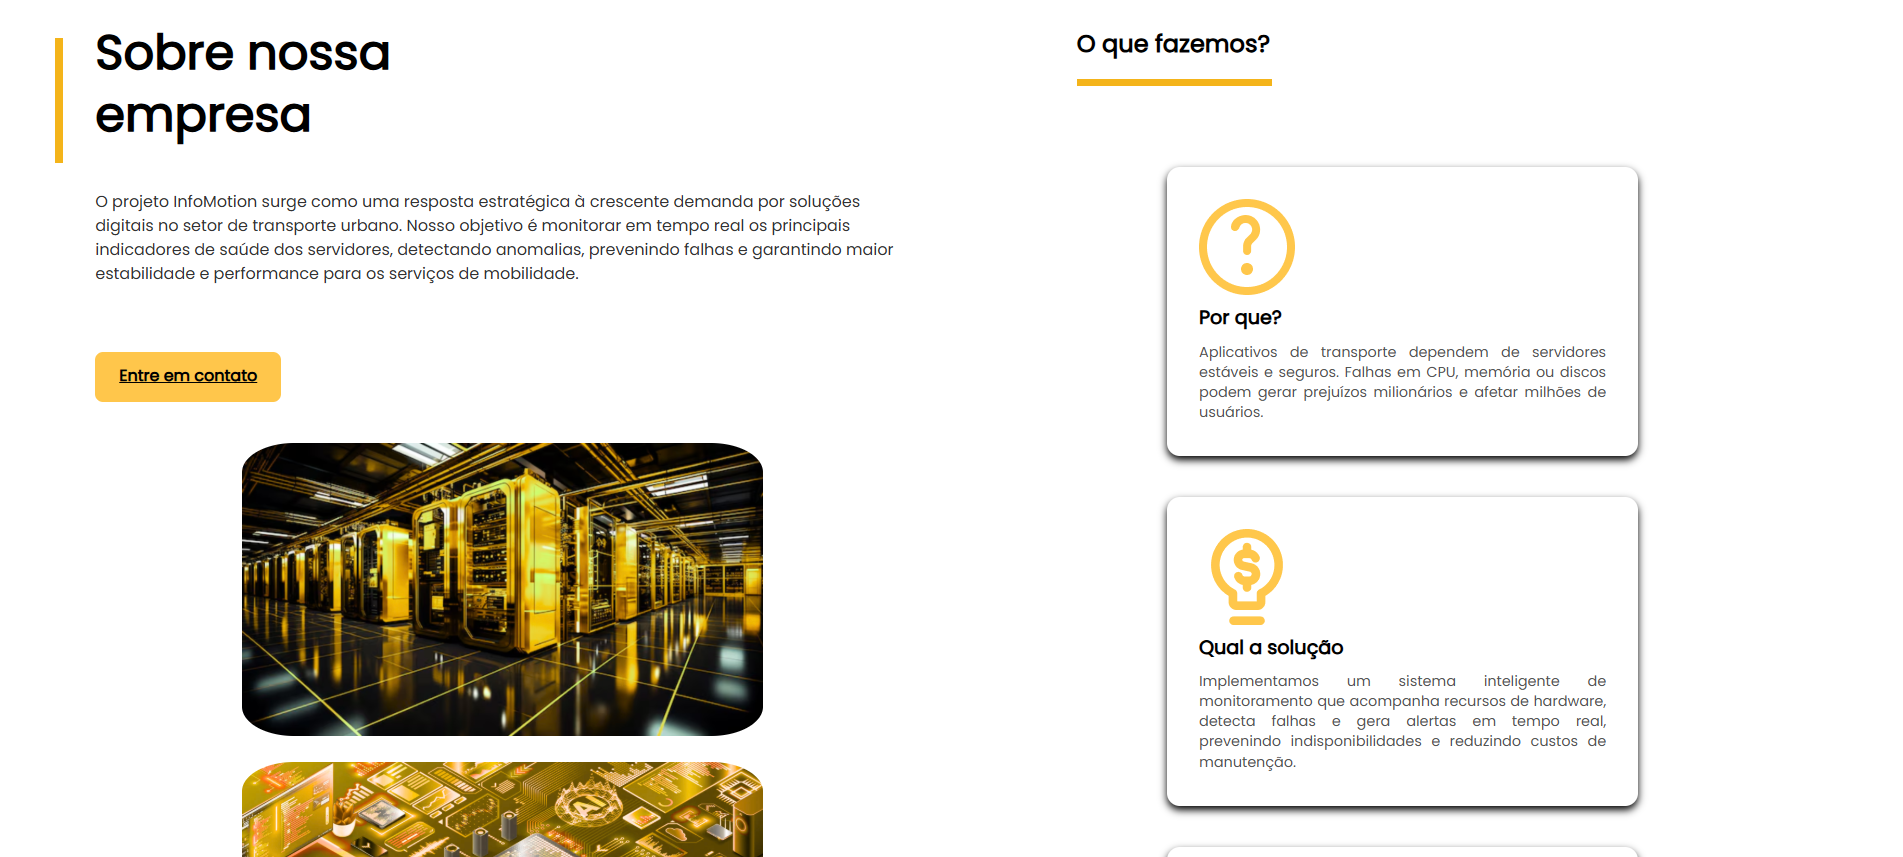 Sobre nossa
empresa
O projeto InfoMotion surge como uma resposta estratégica à crescente demanda por soluções
digitais no setor de transporte urbano. Nosso objetivo é monitorar em tempo real os principais
indicadores de saúde dos servidores, detectando anomalias, prevenindo falhas e garantindo maior
estabilidade e performance para os serviços de mobilidade.
Entre em contato
AI
O que fazemos?
Por que?
Aplicativos de transporte dependem de servidores
estáveis e seguros. Falhas em CPU, memória ou discos
podem gerar prejuízos milionários e afetar milhões de
usuários.
Qual a solução
Implementamos um sistema inteligente de
monitoramento que acompanha recursos de hardware,
detecta falhas e gera alertas em tempo real,
prevenindo indisponibilidades e reduzindo custos de
manutenção.